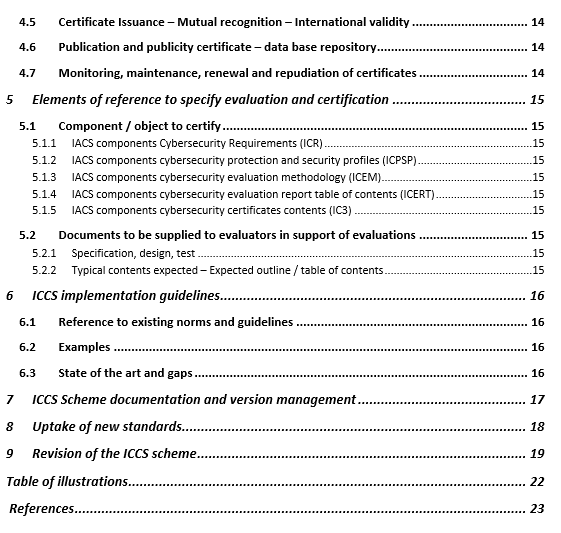 4.5 Certificate Issuance – Mutual recognition – International validity ................................ 14
4.6 Publication and publicity certificate – data base repository........................................ 14
4.7 Monitoring, maintenance, renewal and repudiation of certificates ............................. 14
5 Elements of reference to specify evaluation and certification .................................... 15
5.1 Component / object to certify................................................................................ 15
5.1.1 IACS components Cybersecurity Requirements (ICR)..............................................................15
5.1.2 IACS components cybersecurity protection and security profiles (ICPSP)..................................15
5.1.3 IACS components cybersecurity evaluation methodology (ICEM).............................................15
5.1.4 IACS components cybersecurity evaluation report table of contents (ICERT).............................15
5.1.5 IACS components cybersecurity certificates contents (IC3) .....................................................15
5.2 Documents to be supplied to evaluators in support of evaluations ............................. 15
5.2.1 Specification, design, test ....................................................................................................15
5.2.2 Typical contents expected – Expected outline / table of contents............................................15
6 ICCS implementation guidelines.................................................................................. 16
6.1 Reference to existing norms and guidelines ............................................................. 16
6.2 Examples ............................................................................................................ 16
6.3 State of the art and gaps ....................................................................................... 16
7 ICCS Scheme documentation and version management............................................. 17
8 Uptake of new standards............................................................................................ 18
9 Revision of the ICCS scheme........................................................................................ 19
Table of illustrations........................................................................................................ 22
References....................................................................................................................... 23